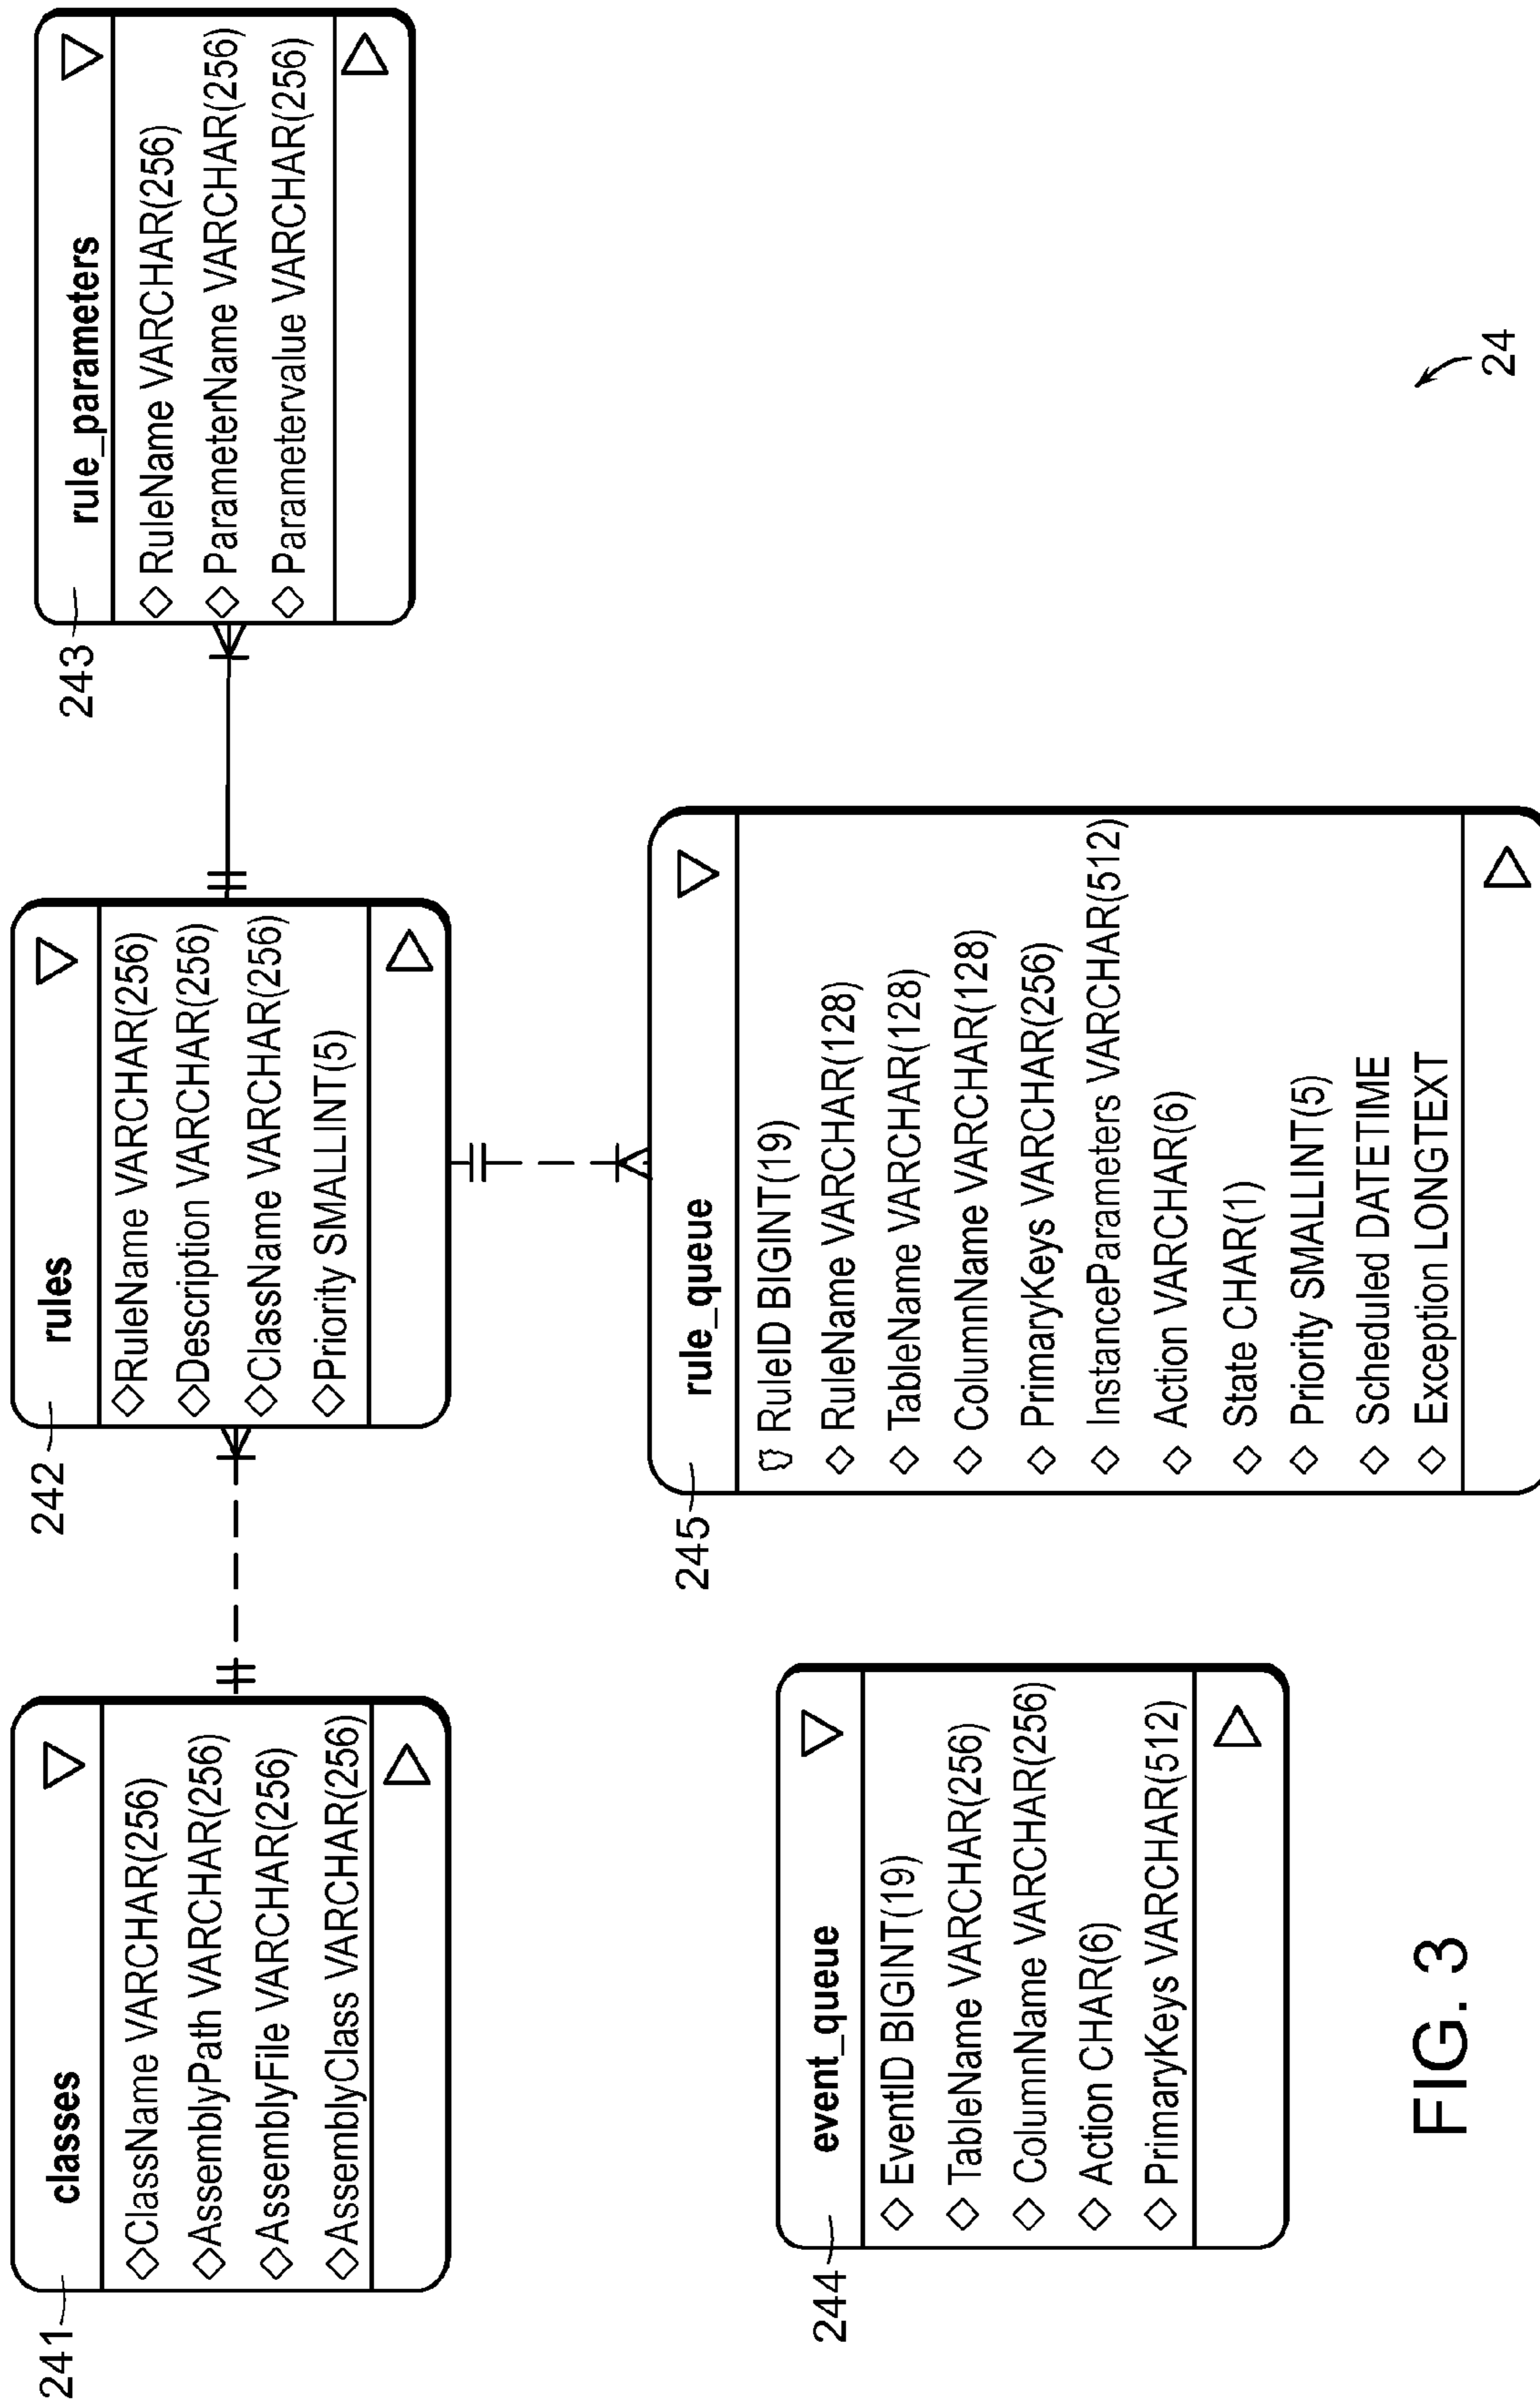 241
classes
ClassName VARCHAR(256)
AssemblyPath VARCHAR(256)
AssemblyFile VARCHAR(256)
AssemblyClass VARCHAR(256)
242
rules
RuleName VARCHAR(256)
Description VARCHAR(256)
ClassName VARCHAR(256)
Priority SMALLINT(5)
243
rule_parameters
RuleName VARCHAR(256)
ParameterName VARCHAR(256)
Parametervalue VARCHAR(256)
244
event_queue
EventID BIGINT(19)
TableName VARCHAR(256)
ColumnName VARCHAR(256)
Action CHAR(6)
PrimaryKeys VARCHAR(512)
245
rule_queue
RuleID BIGINT(19)
RuleName VARCHAR(128)
TableName VARCHAR(128)
ColumnName VARCHAR(128)
PrimaryKeys VARCHAR(256)
InstanceParameters VARCHAR(512)
Action VARCHAR(6)
State CHAR(1)
Priority SMALLINT(5)
Scheduled DATETIME
Exception LONGTEXT
24
FIG. 3